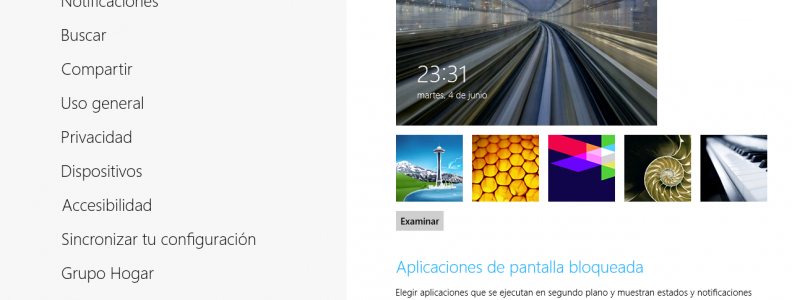 Notificaciones
Buscar
Compartir
Uso general
Privacidad
Dispositivos
Accesibilidad
Sincronizar tu configuración
Grupo Hogar
23:31
martes, 4 de junio
Examinar
Aplicaciones de pantalla bloqueada
Elegir aplicaciones que se ejecutan en segundo plano y muestran estados y notificaciones